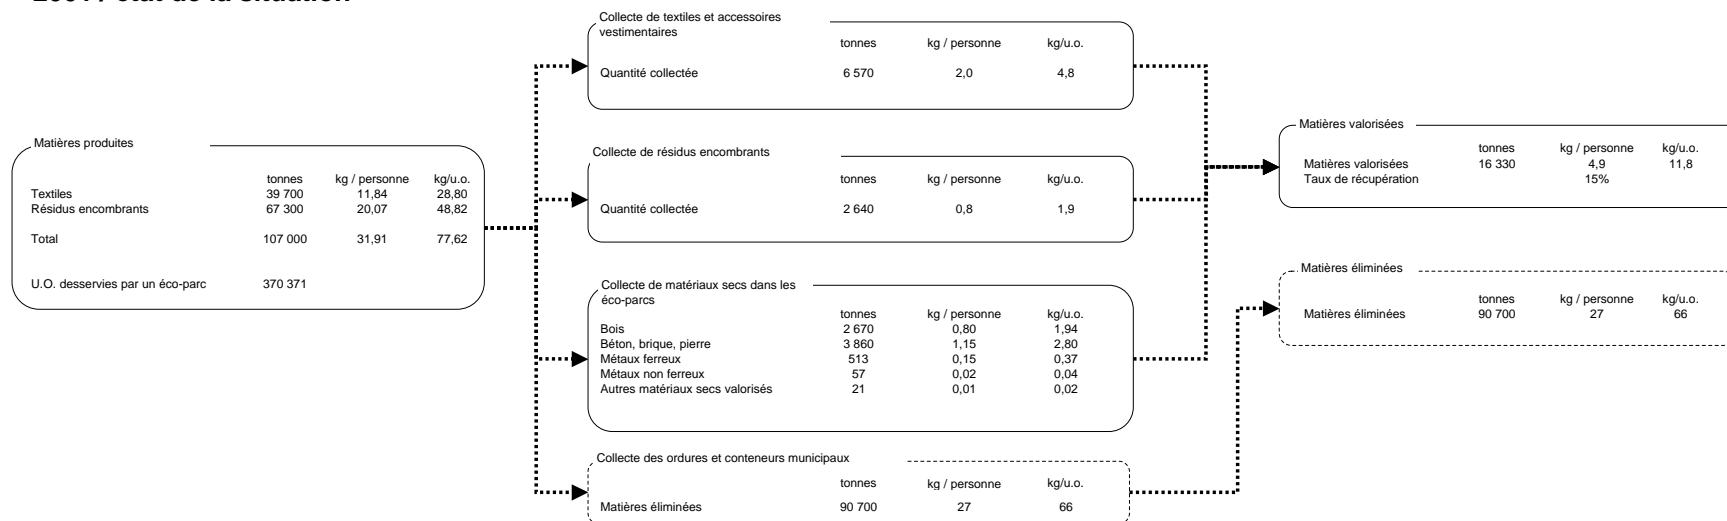 Collecte de textiles et accessoires
vestimentaires
tonnes kg / personne kg/u.o.
Quantité collectée 6 570 2,0 4,8
Matières produites
tonnes kg / personne kg/u.o.
Textiles 39 700 11,84 28,80
Résidus encombrants 67 300 20,07 48,82
Total 107 000 31,91 77,62
U.O. desservies par un éco-parc 370 371
Collecte de résidus encombrants
tonnes kg / personne kg/u.o.
Quantité collectée 2 640 0,8 1,9
Collecte de matériaux secs dans les
éco-parcs
tonnes kg / personne kg/u.o.
Bois 2 670 0,80 1,94
Béton, brique, pierre 3 860 1,15 2,80
Métaux ferreux 513 0,15 0,37
Métaux non ferreux 57 0,02 0,04
Autres matériaux secs valorisés 21 0,01 0,02
Collecte des ordures et conteneurs municipaux
tonnes kg / personne kg/u.o.
Matières éliminées 90 700 27 66
Matières valorisées
tonnes kg / personne kg/u.o.
Matières valorisées 16 330 4,9 11,8
Taux de récupération 15%
Matières éliminées
tonnes kg / personne kg/u.o.
Matières éliminées 90 700 27 66